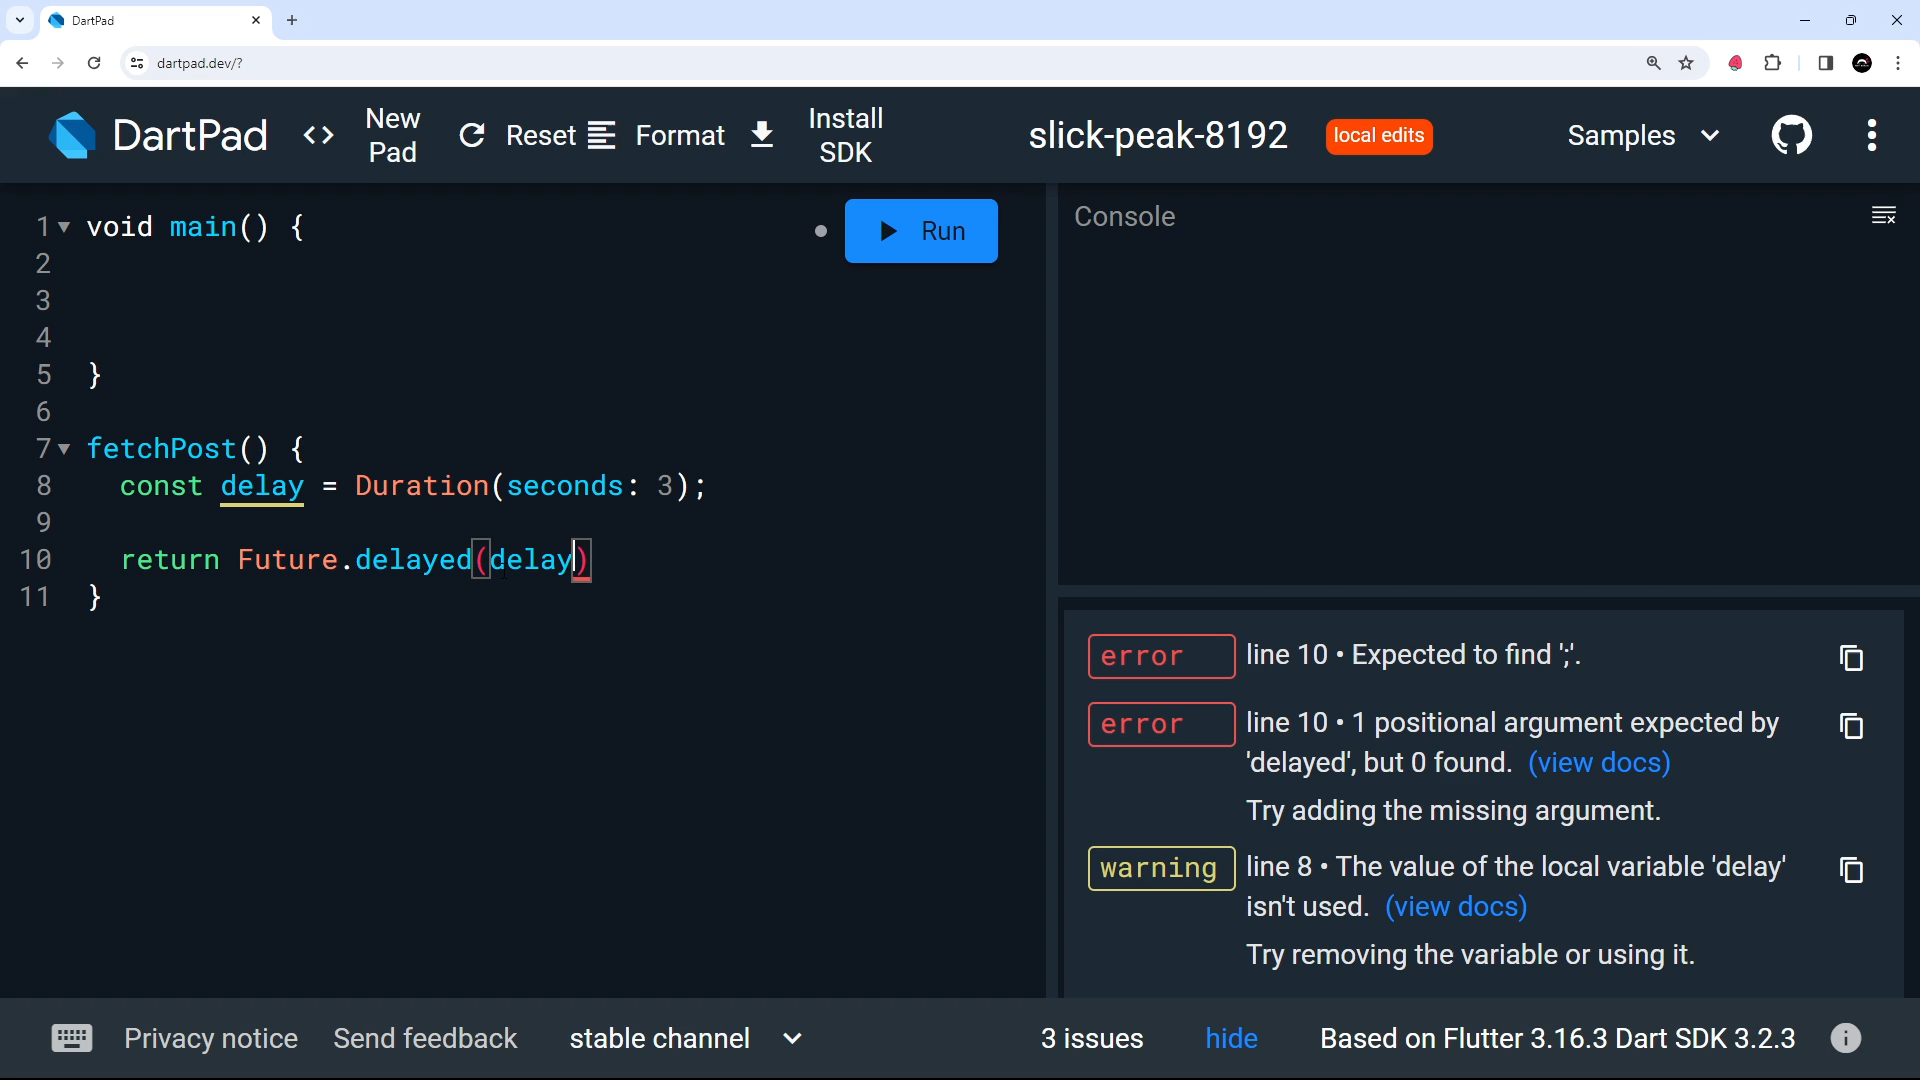 DartPad
dartpad.dev/?
DartPad
New Pad
Reset
Format
Install SDK
slick-peak-8192
local edits
Samples
1 void main() {
2
3
4
5 }
6
7 fetchPost() {
8   const delay = Duration(seconds: 3);
9
10   return Future.delayed(delay)
11 }
Run
Console
error line 10 • Expected to find ';'.
error line 10 • 1 positional argument expected by
'delayed', but 0 found. (view docs)
Try adding the missing argument.
warning line 8 • The value of the local variable 'delay'
isn't used. (view docs)
Try removing the variable or using it.
Privacy notice
Send feedback
stable channel
3 issues
hide
Based on Flutter 3.16.3 Dart SDK 3.2.3